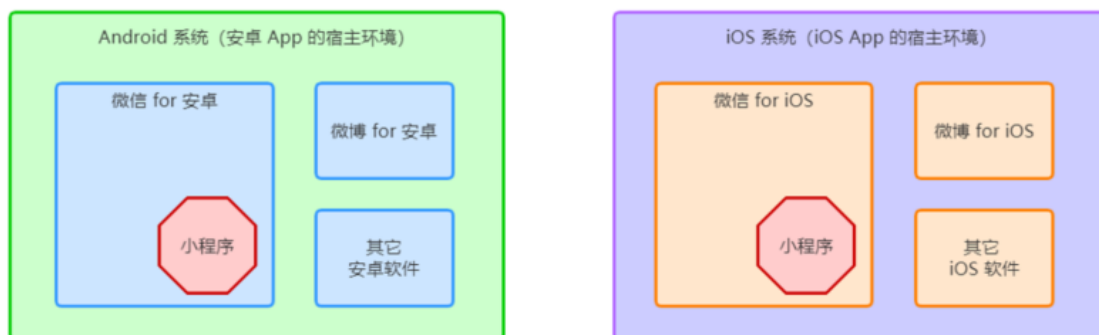 Android 系统（安卓 App 的宿主环境）
微信 for 安卓
微博 for 安卓
小程序
其它
安卓软件
iOS 系统（iOS App 的宿主环境）
微信 for iOS
微博 for iOS
小程序
其它
iOS 软件